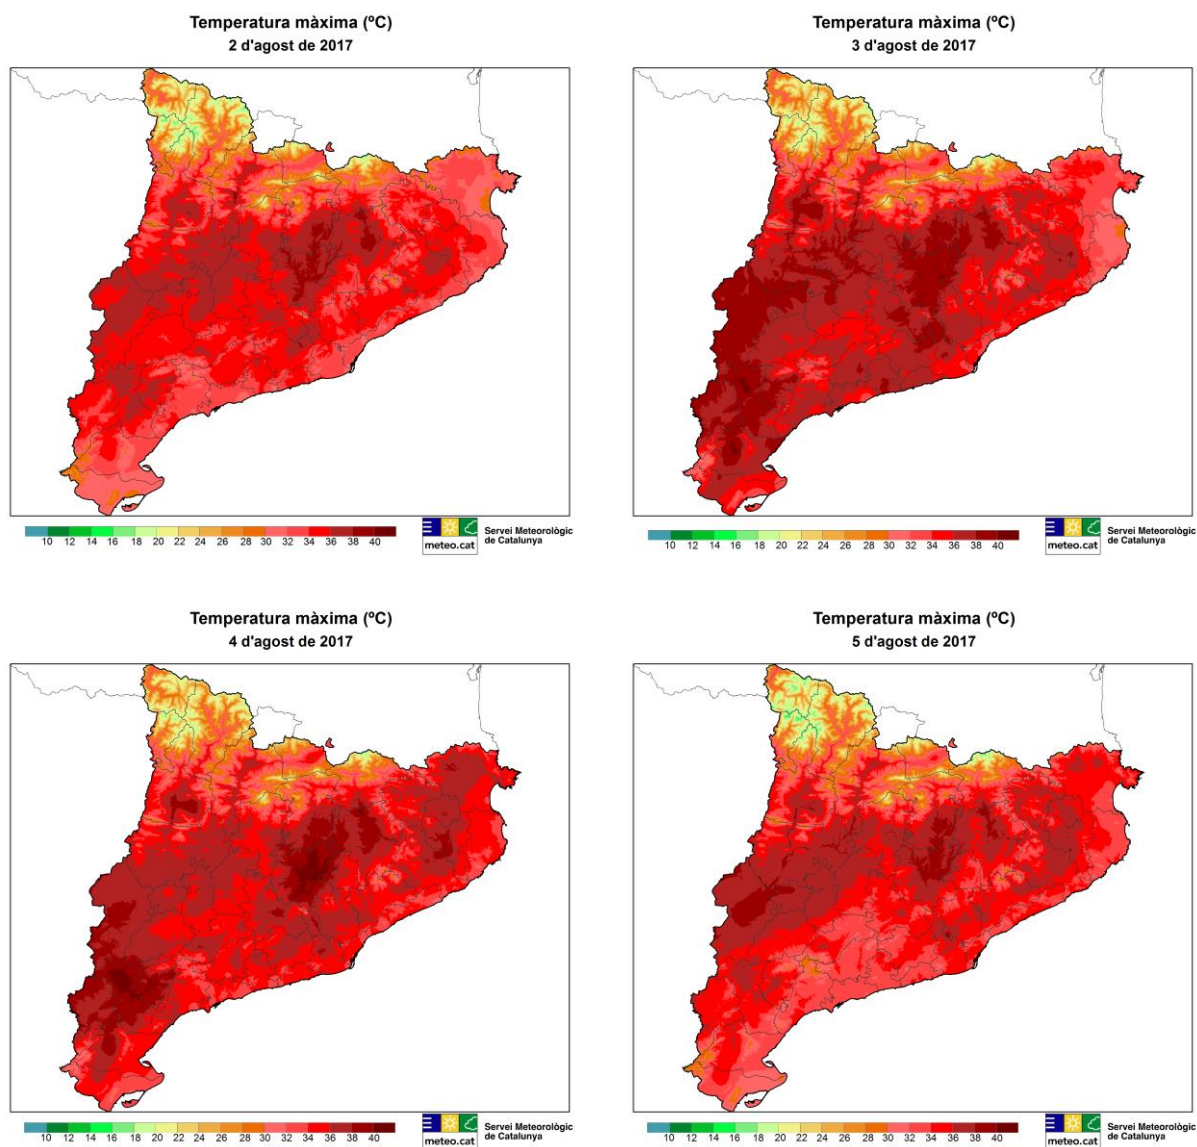 Temperatura màxima (ºC)
2 d'agost de 2017
10 12 14 16 18 20 22 24 26 28 30 32 34 36 38 40
meteo.cat
Servei Meteorològic
de Catalunya
Temperatura màxima (ºC)
3 d'agost de 2017
10 12 14 16 18 20 22 24 26 28 30 32 34 36 38 40
meteo.cat
Servei Meteorològic
de Catalunya
Temperatura màxima (ºC)
4 d'agost de 2017
10 12 14 16 18 20 22 24 26 28 30 32 34 36 38 40
meteo.cat
Servei Meteorològic
de Catalunya
Temperatura màxima (ºC)
5 d'agost de 2017
10 12 14 16 18 20 22 24 26 28 30 32 34 36 38 40
meteo.cat
Servei Meteorològic
de Catalunya